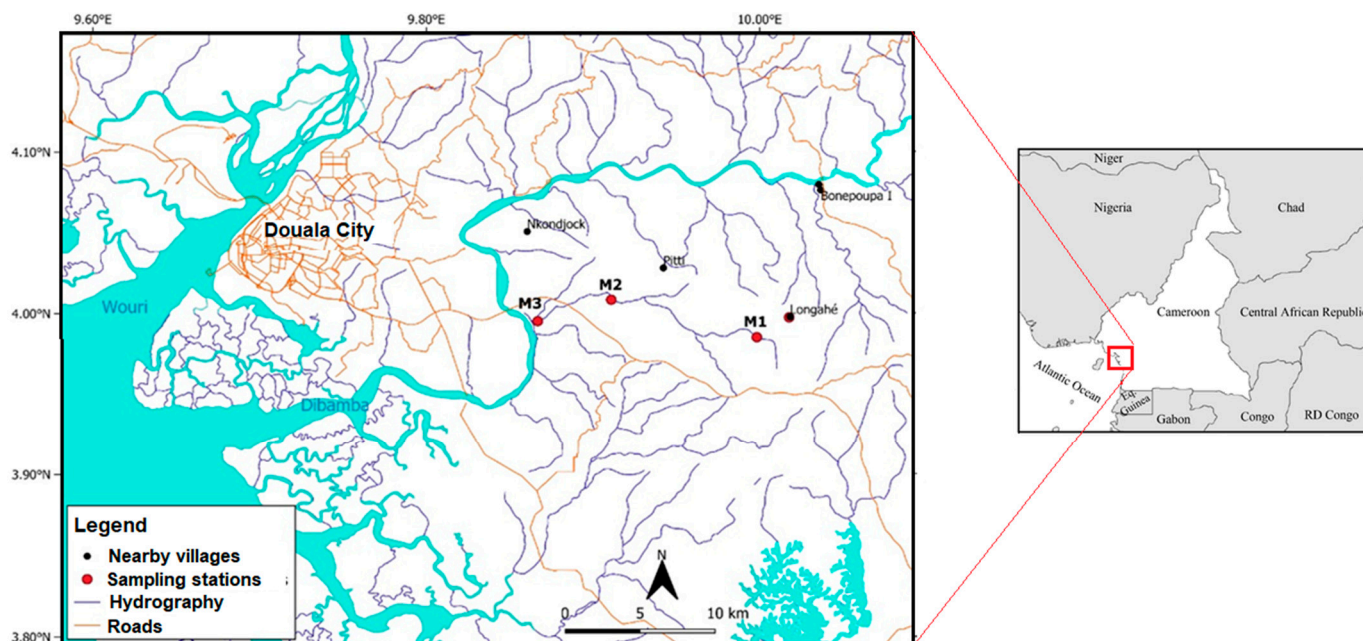 9.60°E
9.80°E
10.00°E
4.10°N
4.00°N
3.90°N
3.80°N
Bonepoupa I
Nkondjock
Douala City
Pitti
Wouri
M2
M3
Longahé
M1
Dibamba
Legend
Nearby villages
Sampling stations
Hydrography
Roads
N
0 5 10 km
Niger
Nigeria
Chad
Cameroon
Central African Republic
Atlantic Ocean
Eq.
Guinea
Gabon
Congo
RD Congo